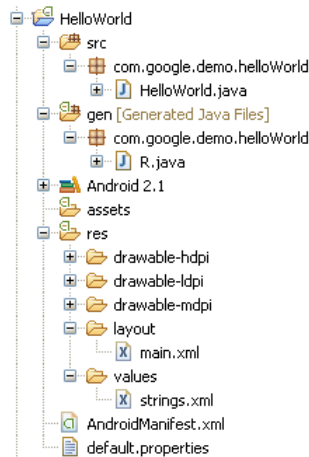 HelloWorld
src
com.google.demo.helloWorld
HelloWorld.java
gen [Generated Java Files]
com.google.demo.helloWorld
R.java
Android 2.1
assets
res
drawable-hdpi
drawable-ldpi
drawable-mdpi
layout
main.xml
values
strings.xml
AndroidManifest.xml
default.properties